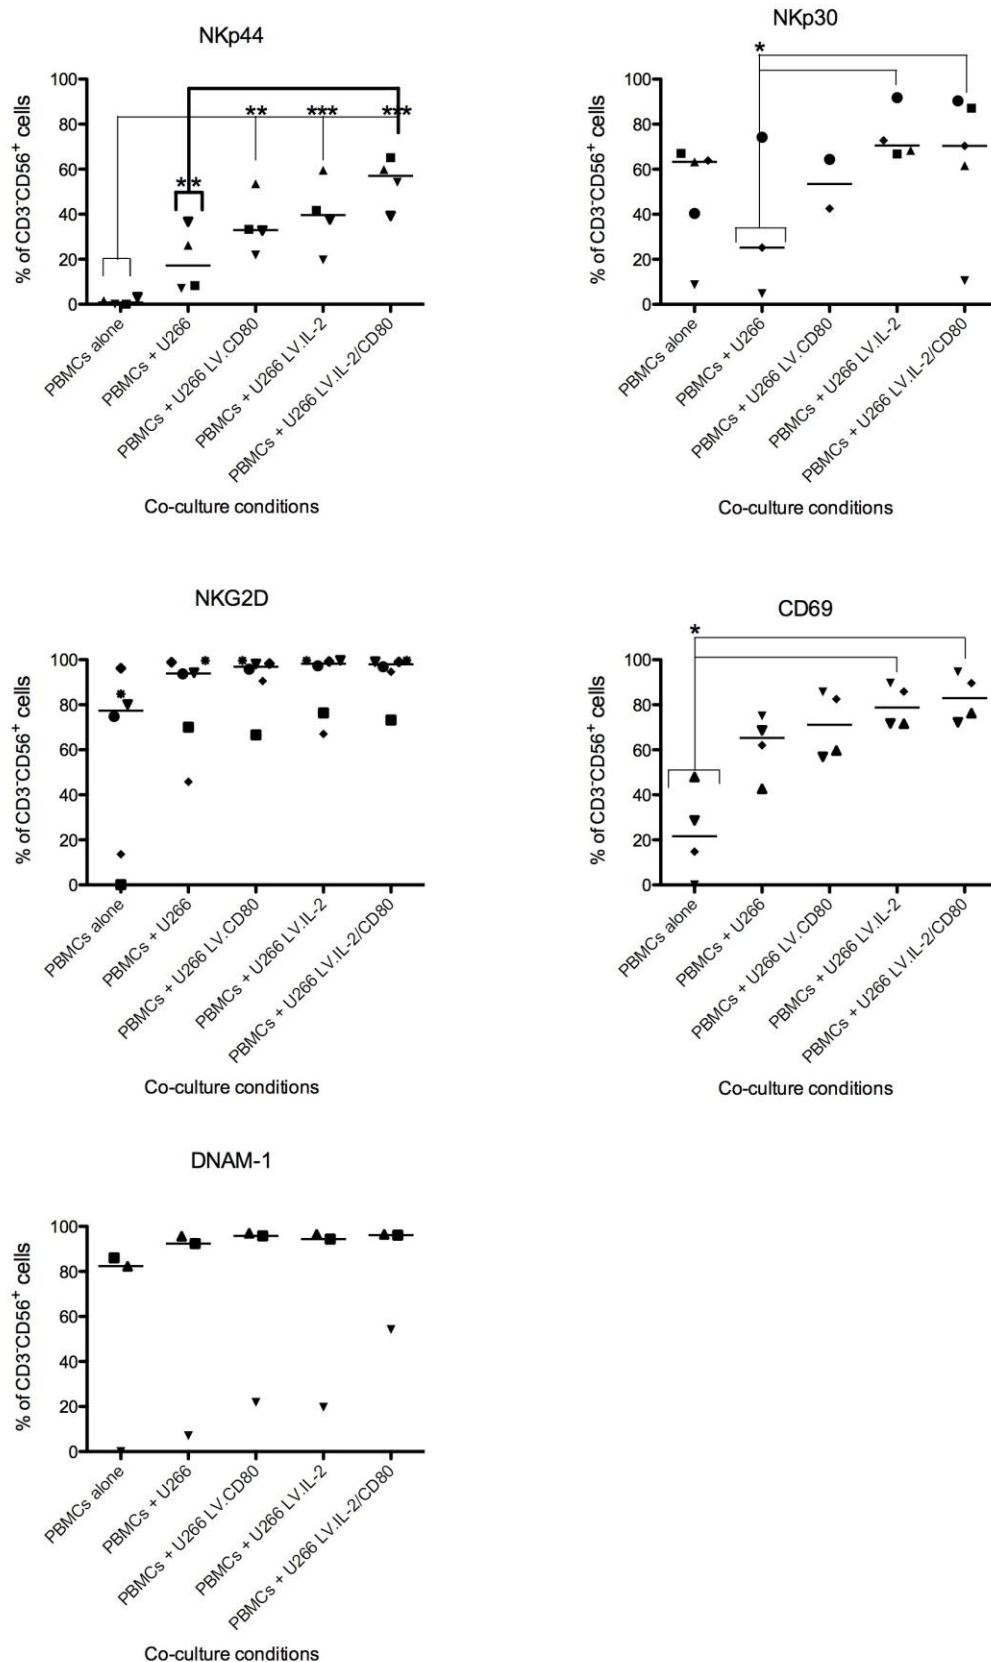 NKp44
% of CD3-CD56+ cells
100
80
60
40
20
0
**
**
***
***
PBMCs alone
PBMCs + U266
PBMCs + U266 LV.CD80
PBMCs + U266 LV.IL-2
PBMCs + U266 LV.IL-2/CD80
Co-culture conditions
NKp30
% of CD3-CD56+ cells
100
80
60
40
20
0
*
PBMCs alone
PBMCs + U266
PBMCs + U266 LV.CD80
PBMCs + U266 LV.IL-2
PBMCs + U266 LV.IL-2/CD80
Co-culture conditions
NKG2D
% of CD3-CD56+ cells
100
80
60
40
20
0
PBMCs alone
PBMCs + U266
PBMCs + U266 LV.CD80
PBMCs + U266 LV.IL-2
PBMCs + U266 LV.IL-2/CD80
Co-culture conditions
CD69
% of CD3-CD56+ cells
100
80
60
40
20
0
*
PBMCs alone
PBMCs + U266
PBMCs + U266 LV.CD80
PBMCs + U266 LV.IL-2
PBMCs + U266 LV.IL-2/CD80
Co-culture conditions
DNAM-1
% of CD3-CD56+ cells
100
80
60
40
20
0
PBMCs alone
PBMCs + U266
PBMCs + U266 LV.CD80
PBMCs + U266 LV.IL-2
PBMCs + U266 LV.IL-2/CD80
Co-culture conditions